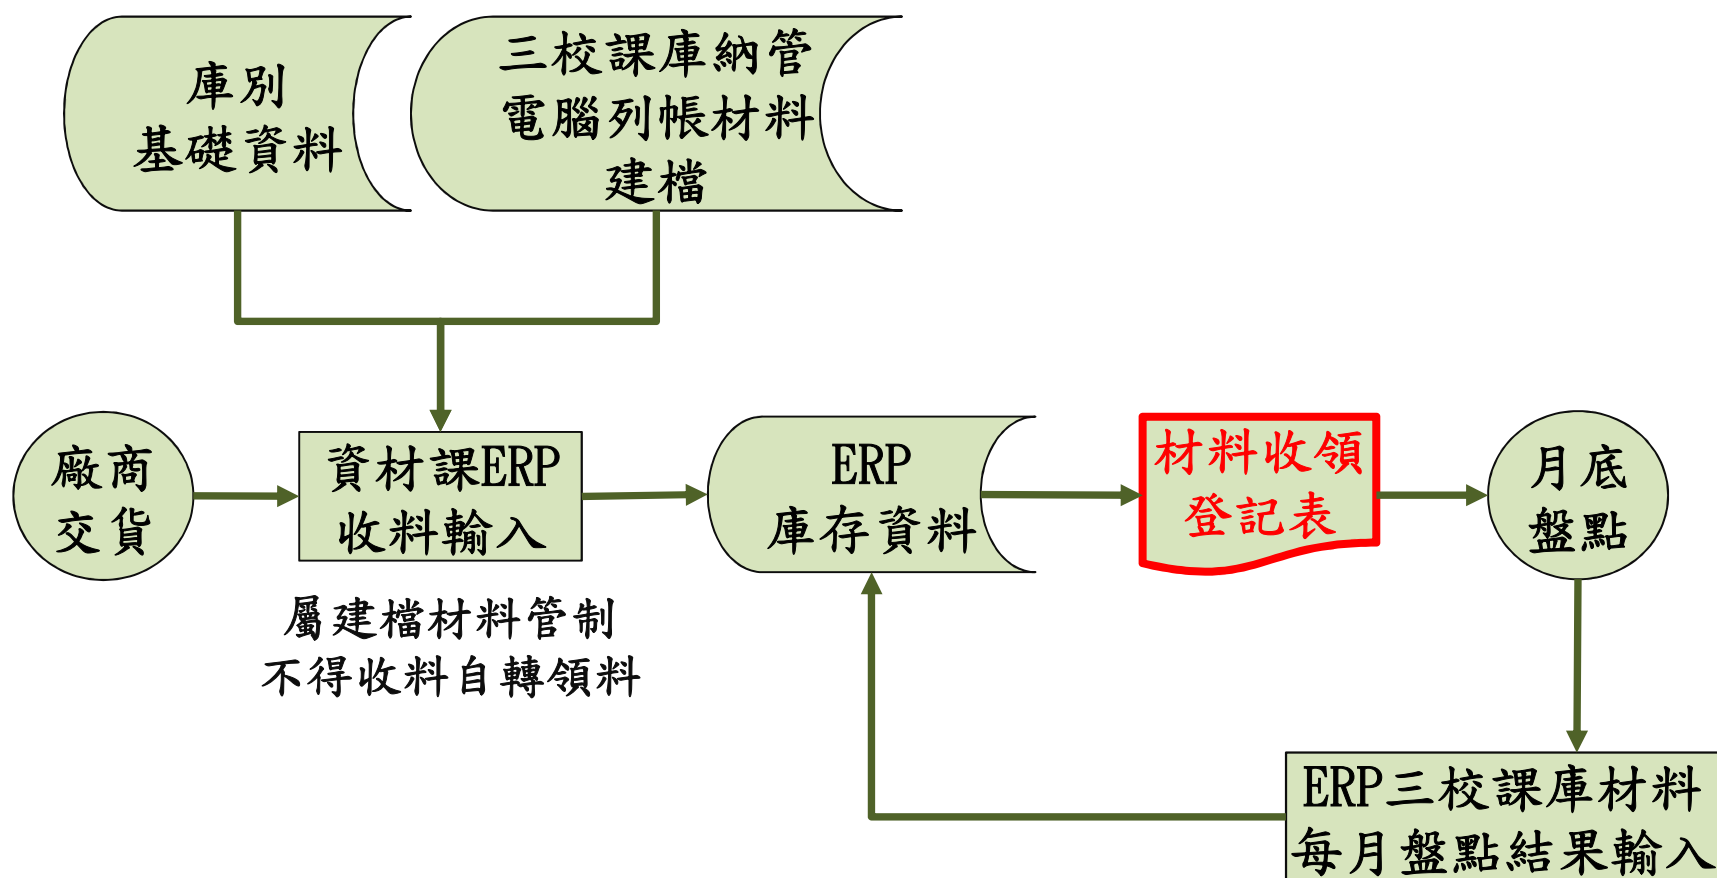 庫別
基礎資料
三校課庫納管
電腦列帳材料
建檔
廠商
交貨
資材課ERP
收料輸入
屬建檔材料管制
不得收料自轉領料
ERP
庫存資料
材料收領
登記表
月底
盤點
ERP三校課庫材料
每月盤點結果輸入